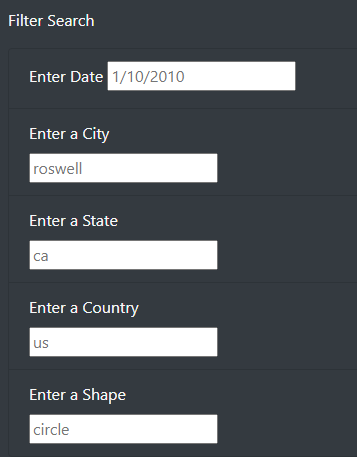 Filter Search
Enter Date 1/10/2010
Enter a City
roswell
Enter a State
ca
Enter a Country
us
Enter a Shape
circle